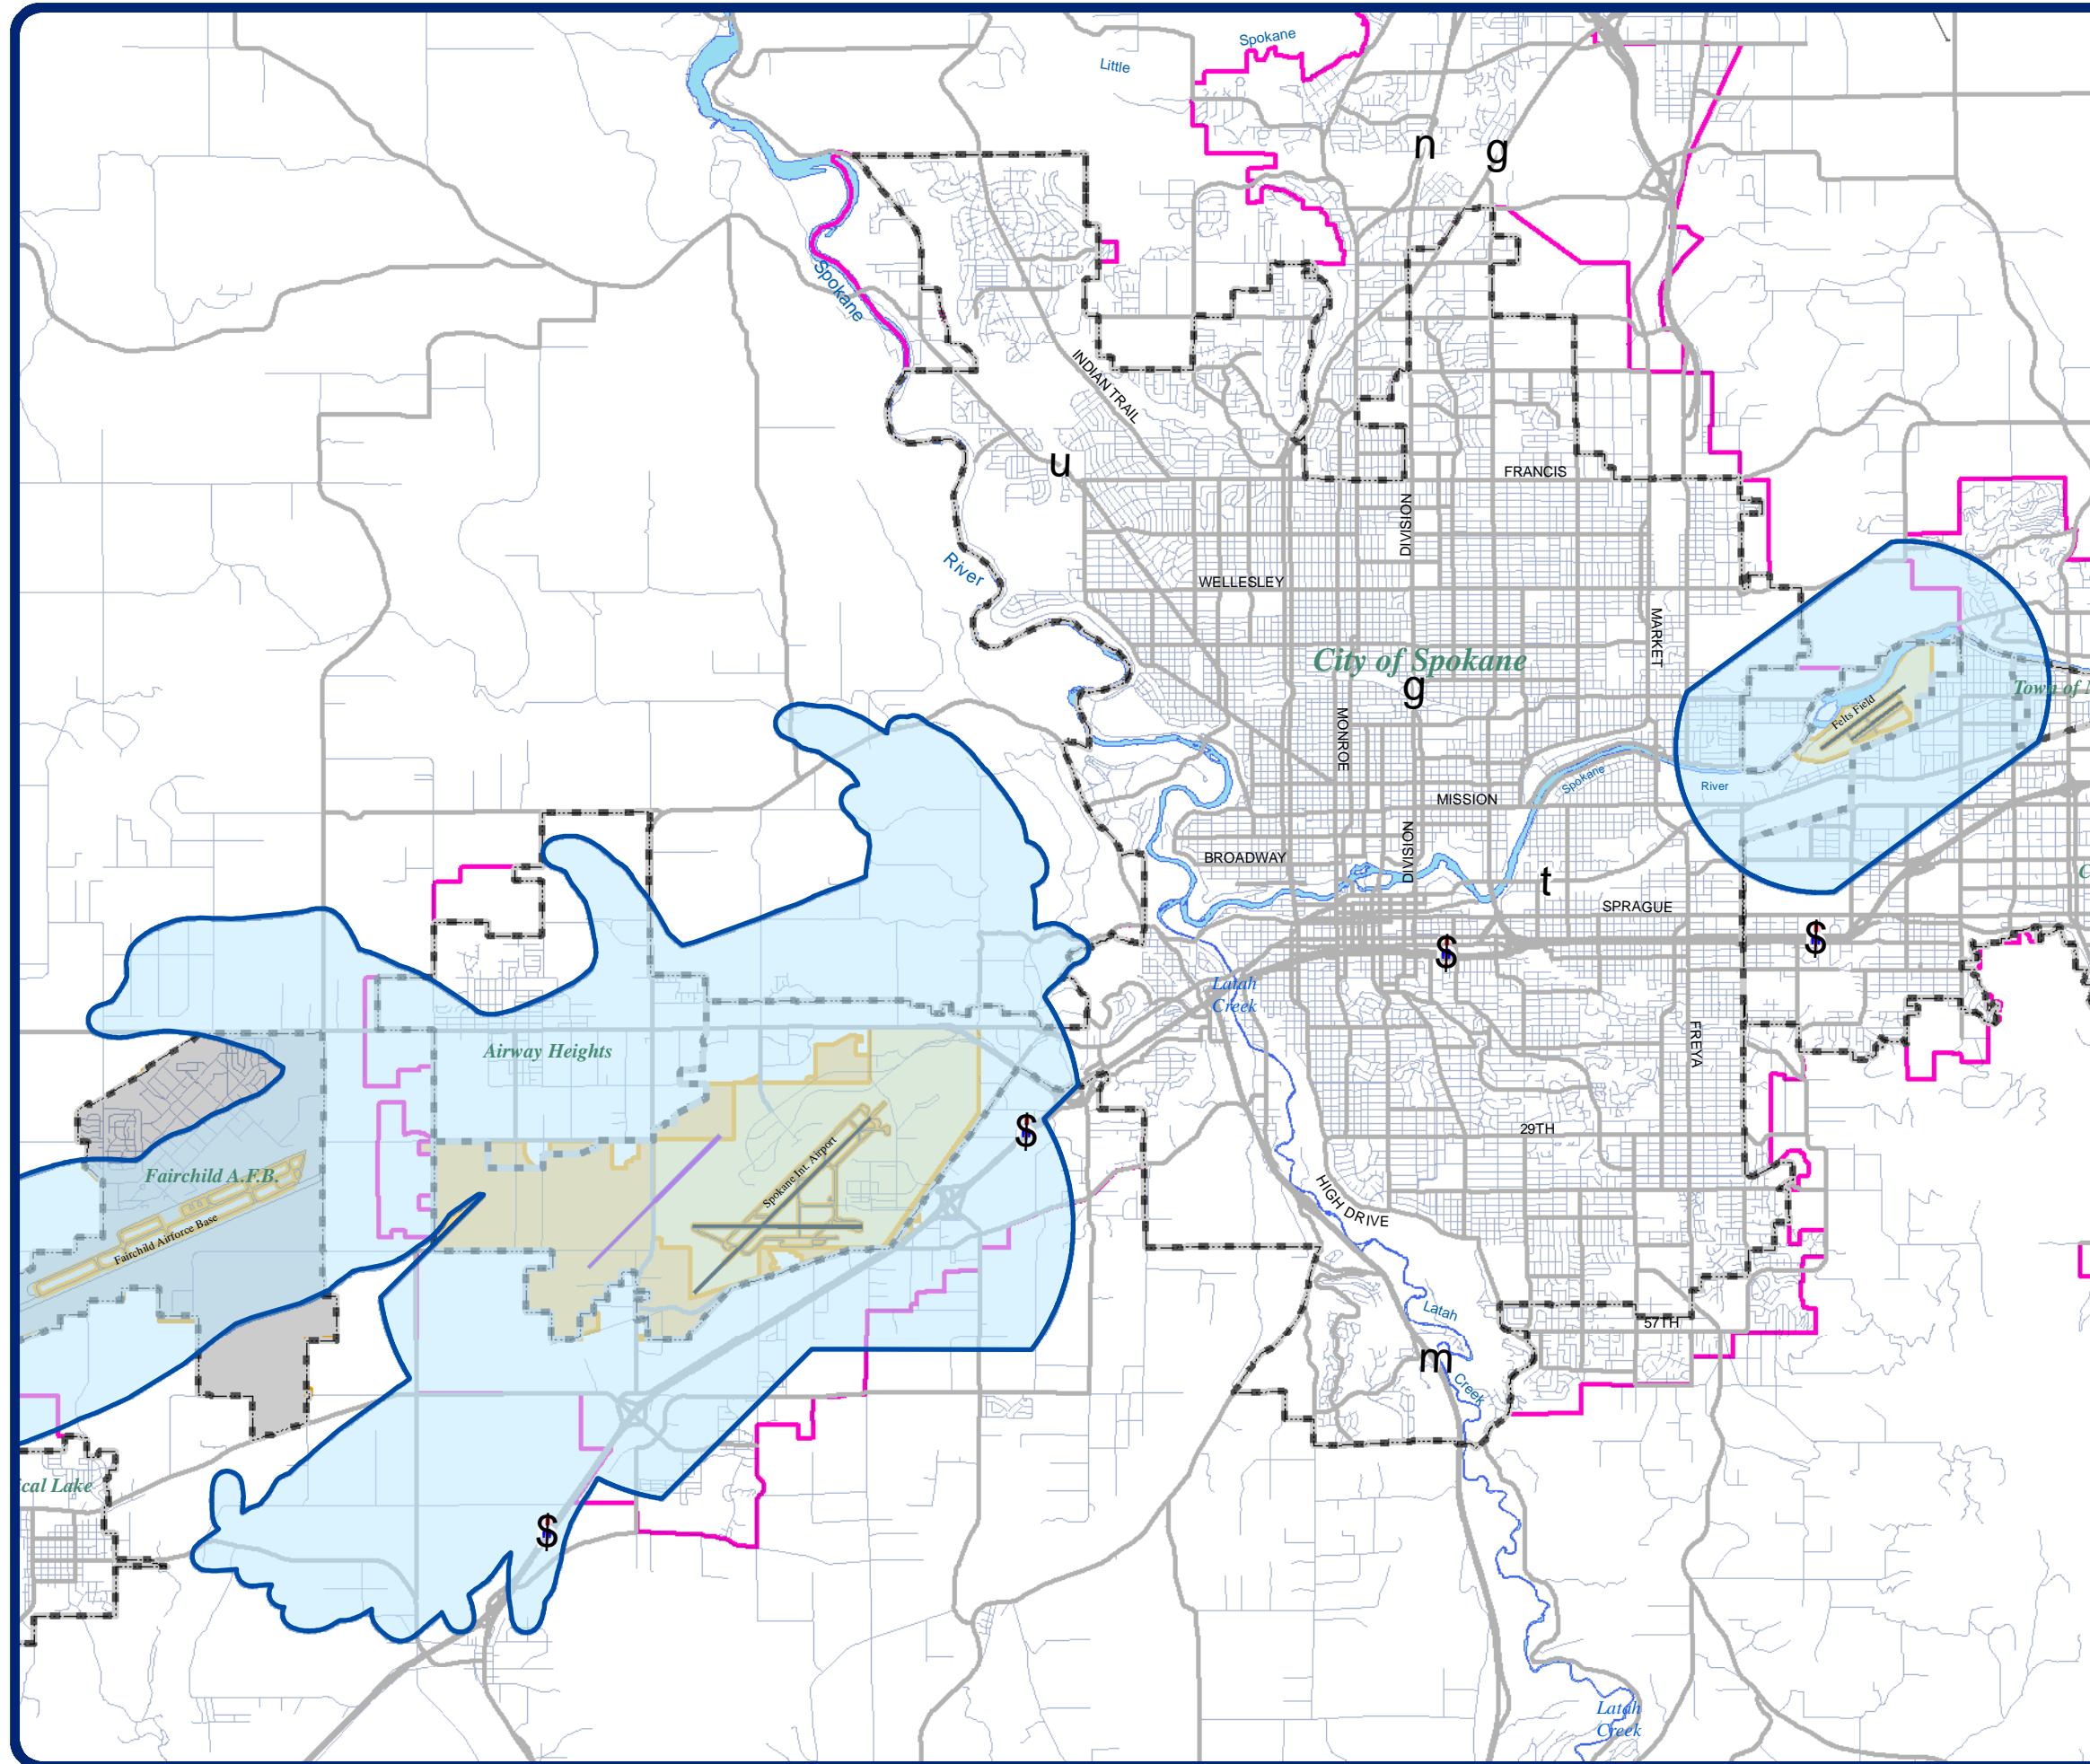 Spokane
Little
n
g
Spokane
INDIAN TRAIL
u
FRANCIS
DIVISION
River
WELLESLEY
MARKET
City of Spokane
g
Town of
Felts Field
MONROE
Spokane
River
MISSION
DIVISION
BROADWAY
t
SPRAGUE
$
$
Latah
Creek
FREYA
Airway Heights
$
29TH
Spokane Int. Airport
Fairchild A.F.B.
Fairchild Airforce Base
HIGH DRIVE
Latah
57TH
m
Creek
ical Lake
$
Latah
Creek